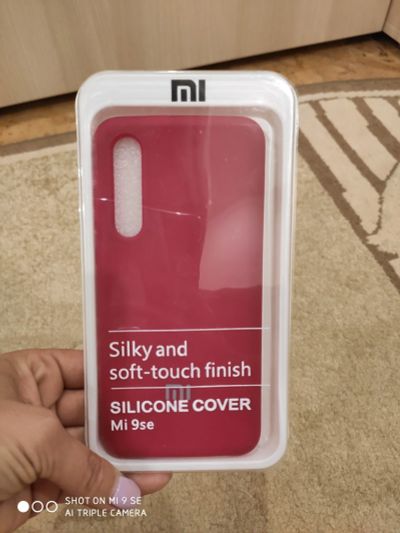 mi
Silky and
soft-touch finish
mi
SILICONE COVER
Mi 9se
SHOT ON MI 9 SE
AI TRIPLE CAMERA